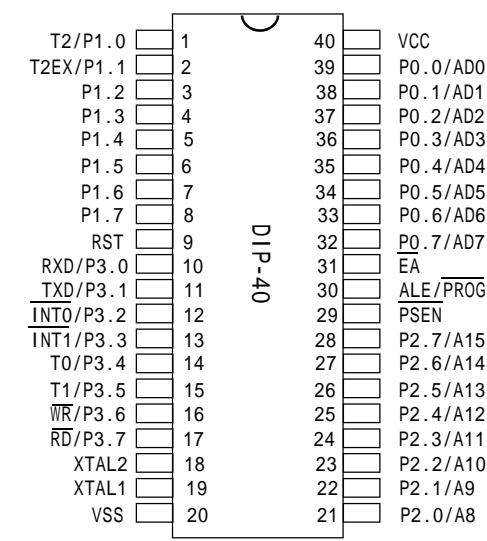 T2/P1.0 1 40 VCC
T2EX/P1.1 2 39 P0.0/AD0
P1.2 3 38 P0.1/AD1
P1.3 4 37 P0.2/AD2
P1.4 5 36 P0.3/AD3
P1.5 6 35 P0.4/AD4
P1.6 7 34 P0.5/AD5
P1.7 8 33 P0.6/AD6
RST 9 32 P0.7/AD7
RXD/P3.0 10 31 E̅A̅
TXD/P3.1 11 30 ALE/P̅R̅O̅G̅
I̅N̅T̅0̅/P3.2 12 29 P̅S̅E̅N̅
I̅N̅T̅1̅/P3.3 13 28 P2.7/A15
T0/P3.4 14 27 P2.6/A14
T1/P3.5 15 26 P2.5/A13
W̅R̅/P3.6 16 25 P2.4/A12
R̅D̅/P3.7 17 24 P2.3/A11
XTAL2 18 23 P2.2/A10
XTAL1 19 22 P2.1/A9
VSS 20 21 P2.0/A8
DIP-40